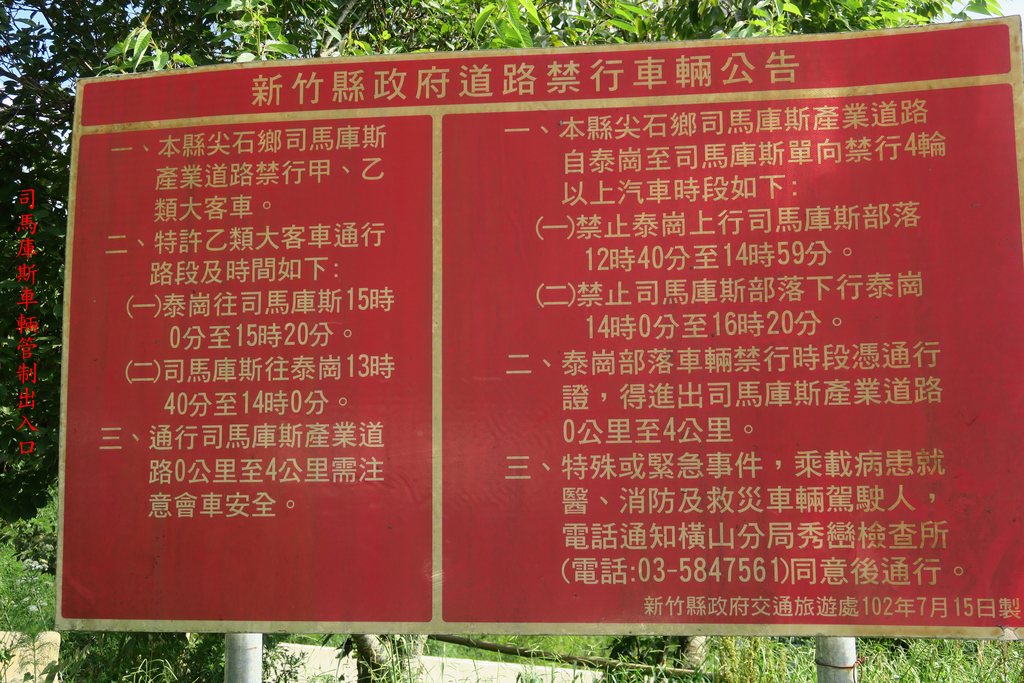 新竹縣政府道路禁行車輛公告
一、本縣尖石鄉司馬庫斯
產業道路禁行甲、乙
類大客車。
二、特許乙類大客車通行
路段及時間如下:
(一)泰崗往司馬庫斯15時
0分至15時20分。
(二)司馬庫斯往泰崗13時
40分至14時0分。
三、通行司馬庫斯產業道
路0公里至4公里需注
意會車安全。
一、本縣尖石鄉司馬庫斯產業道路
自泰崗至司馬庫斯單向禁行4輪
以上汽車時段如下:
(一)禁止泰崗上行司馬庫斯部落
12時40分至14時59分。
(二)禁止司馬庫斯部落下行泰崗
14時0分至16時20分。
二、泰崗部落車輛禁行時段憑通行
證，得進出司馬庫斯產業道路
0公里至4公里。
三、特殊或緊急事件，乘載病患就
醫、消防及救災車輛駕駛人，
電話通知橫山分局秀巒檢查所
(電話:03-5847561)同意後通行。
新竹縣政府交通旅遊處102年7月15日製
司馬庫斯車輛管制出入口